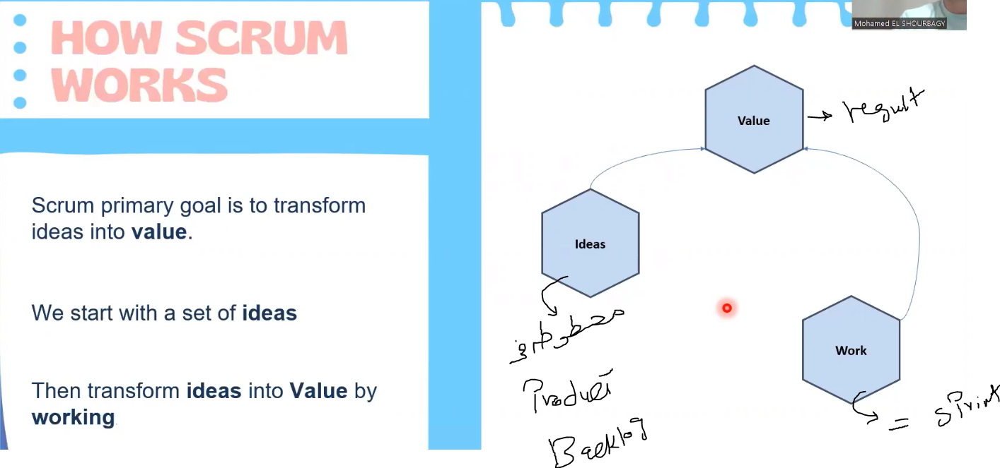 HOW SCRUM
WORKS
Mohamed EL SHOURBAGY
Scrum primary goal is to transform
ideas into value.
We start with a set of ideas
Then transform ideas into Value by
working.
Value
→ result
Ideas
Product
Backlog
Work
= sprint